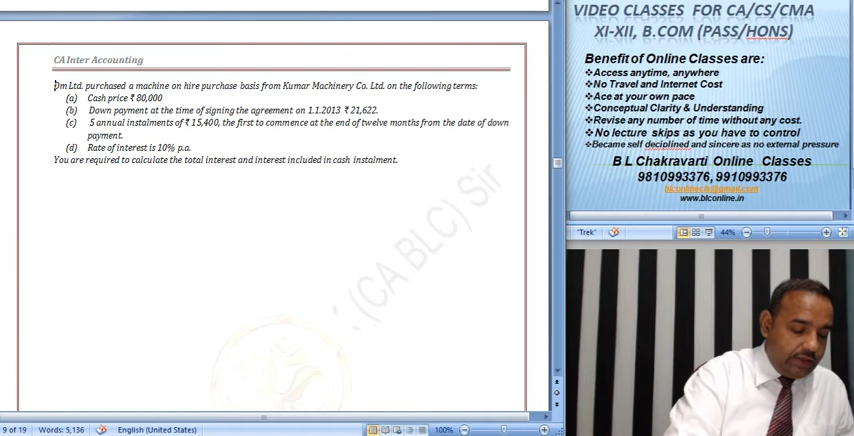 CA Inter Accounting
Om Ltd. purchased a machine on hire purchase basis from Kumar Machinery Co. Ltd. on the following terms:
(a) Cash price ₹ 80,000
(b) Down payment at the time of signing the agreement on 1.1.2013 ₹ 21,622.
(c) 5 annual instalments of ₹ 15,400, the first to commence at the end of twelve months from the date of down
payment.
(d) Rate of interest is 10% p.a.
You are required to calculate the total interest and interest included in cash instalment.
(CA BLC) Sir
9 of 19 Words: 5,136 English (United States) 100%
VIDEO CLASSES FOR CA/CS/CMA
XI-XII, B.COM (PASS/HONS)
Benefit of Online Classes are:
❖Access anytime, anywhere
❖No Travel and Internet Cost
❖Ace at your own pace
❖Conceptual Clarity & Understanding
❖Revise any number of time without any cost.
❖No lecture skips as you have to control
❖Became self deciplined and sincere as no external pressure
B L Chakravarti Online Classes
9810993376, 9910993376
www.blconline.in
"Trek" 44%